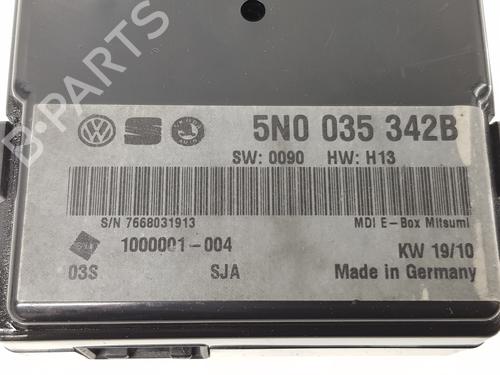 B-PARTS
5N0 035 342B
SW: 0090 HW: H13
S/N 7668031913
MDI E-Box Mitsumi
1000001-004
KW 19/10
03S
SJA
Made in Germany